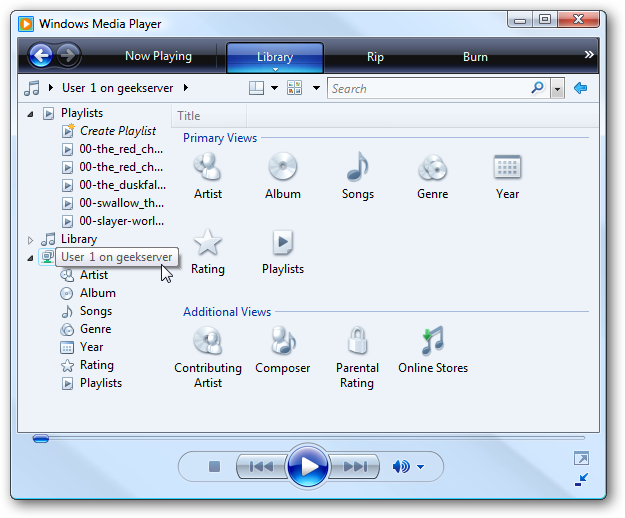 Windows Media Player
Now Playing
Library
Rip
Burn
»
User 1 on geekserver
Search
Playlists
Create Playlist
00-the_red_ch...
00-the_red_ch...
00-the_duskfal...
00-swallow_th...
00-slayer-worl...
Library
User 1 on geekserver
Artist
Album
Songs
Genre
Year
Rating
Playlists
Title
Primary Views
Artist
Album
Songs
Genre
Year
Rating
Playlists
Additional Views
Contributing
Artist
Composer
Parental
Rating
Online Stores